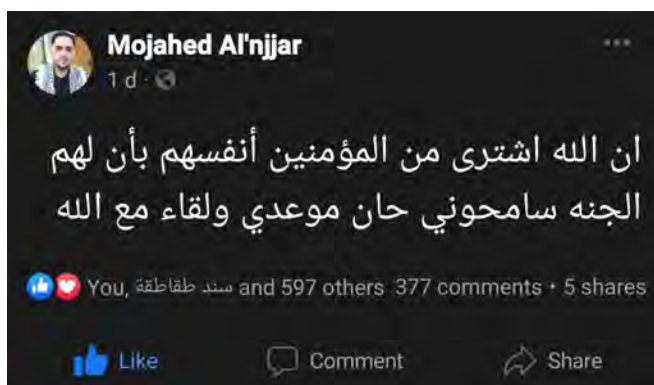 Mojahed Al'njjar
1 d ·
ان الله اشترى من المؤمنين أنفسهم بأن لهم
الجنه سامحوني حان موعدي ولقاء مع الله
You, سند طقاطقة and 597 others 377 comments • 5 shares
Like Comment Share